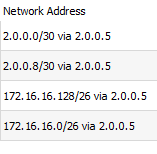 Network Address
2.0.0.0/30 via 2.0.0.5
2.0.0.8/30 via 2.0.0.5
172.16.16.128/26 via 2.0.0.5
172.16.16.0/26 via 2.0.0.5